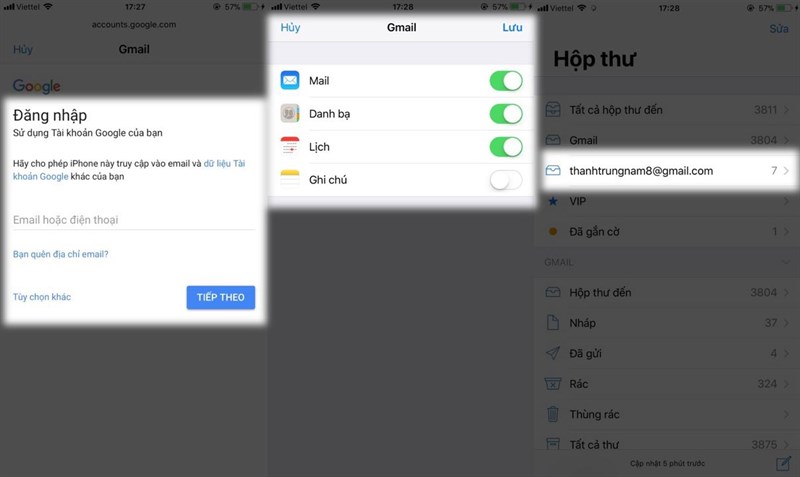 Viettel 17:27 57%
accounts.google.com
Hủy Gmail
Google
Đăng nhập
Sử dụng Tài khoản Google của bạn
Hãy cho phép iPhone này truy cập vào email và dữ liệu Tài
khoản Google khác của bạn
Email hoặc điện thoại
Bạn quên địa chỉ email?
Tùy chọn khác TIẾP THEO
Viettel 17:28 57%
Hủy Gmail Lưu
Mail
Danh bạ
Lịch
Ghi chú
Viettel 17:28 57%
Sửa
Hộp thư
Tất cả hộp thư đến 3811
Gmail 3804
thanhtrungnam8@gmail.com 7
VIP
Đã gắn cờ 1
GMAIL
Hộp thư đến 3804
Nháp 37
Đã gửi 4
Rác 324
Thùng rác
Tất cả thư 3875
Cập nhật 5 phút trước